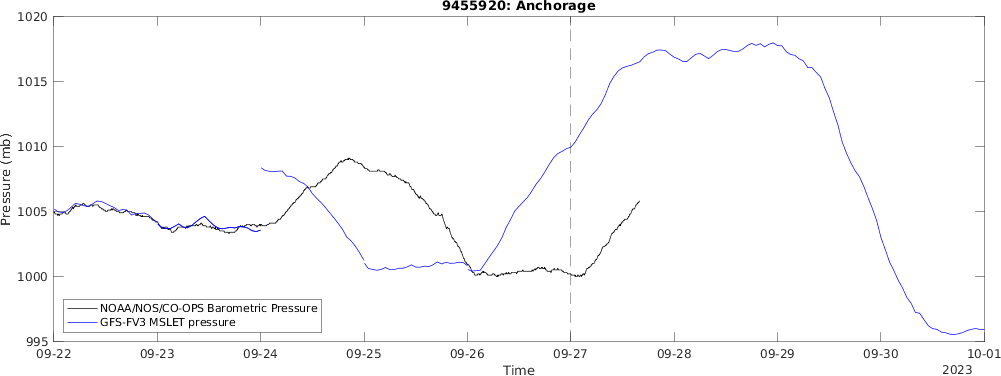 9455920: Anchorage
1020
1015
1010
1005
1000
995
Pressure (mb)
NOAA/NOS/CO-OPS Barometric Pressure
GFS-FV3 MSLET pressure
09-22 09-23 09-24 09-25 09-26 09-27 09-28 09-29 09-30 10-01
Time
2023